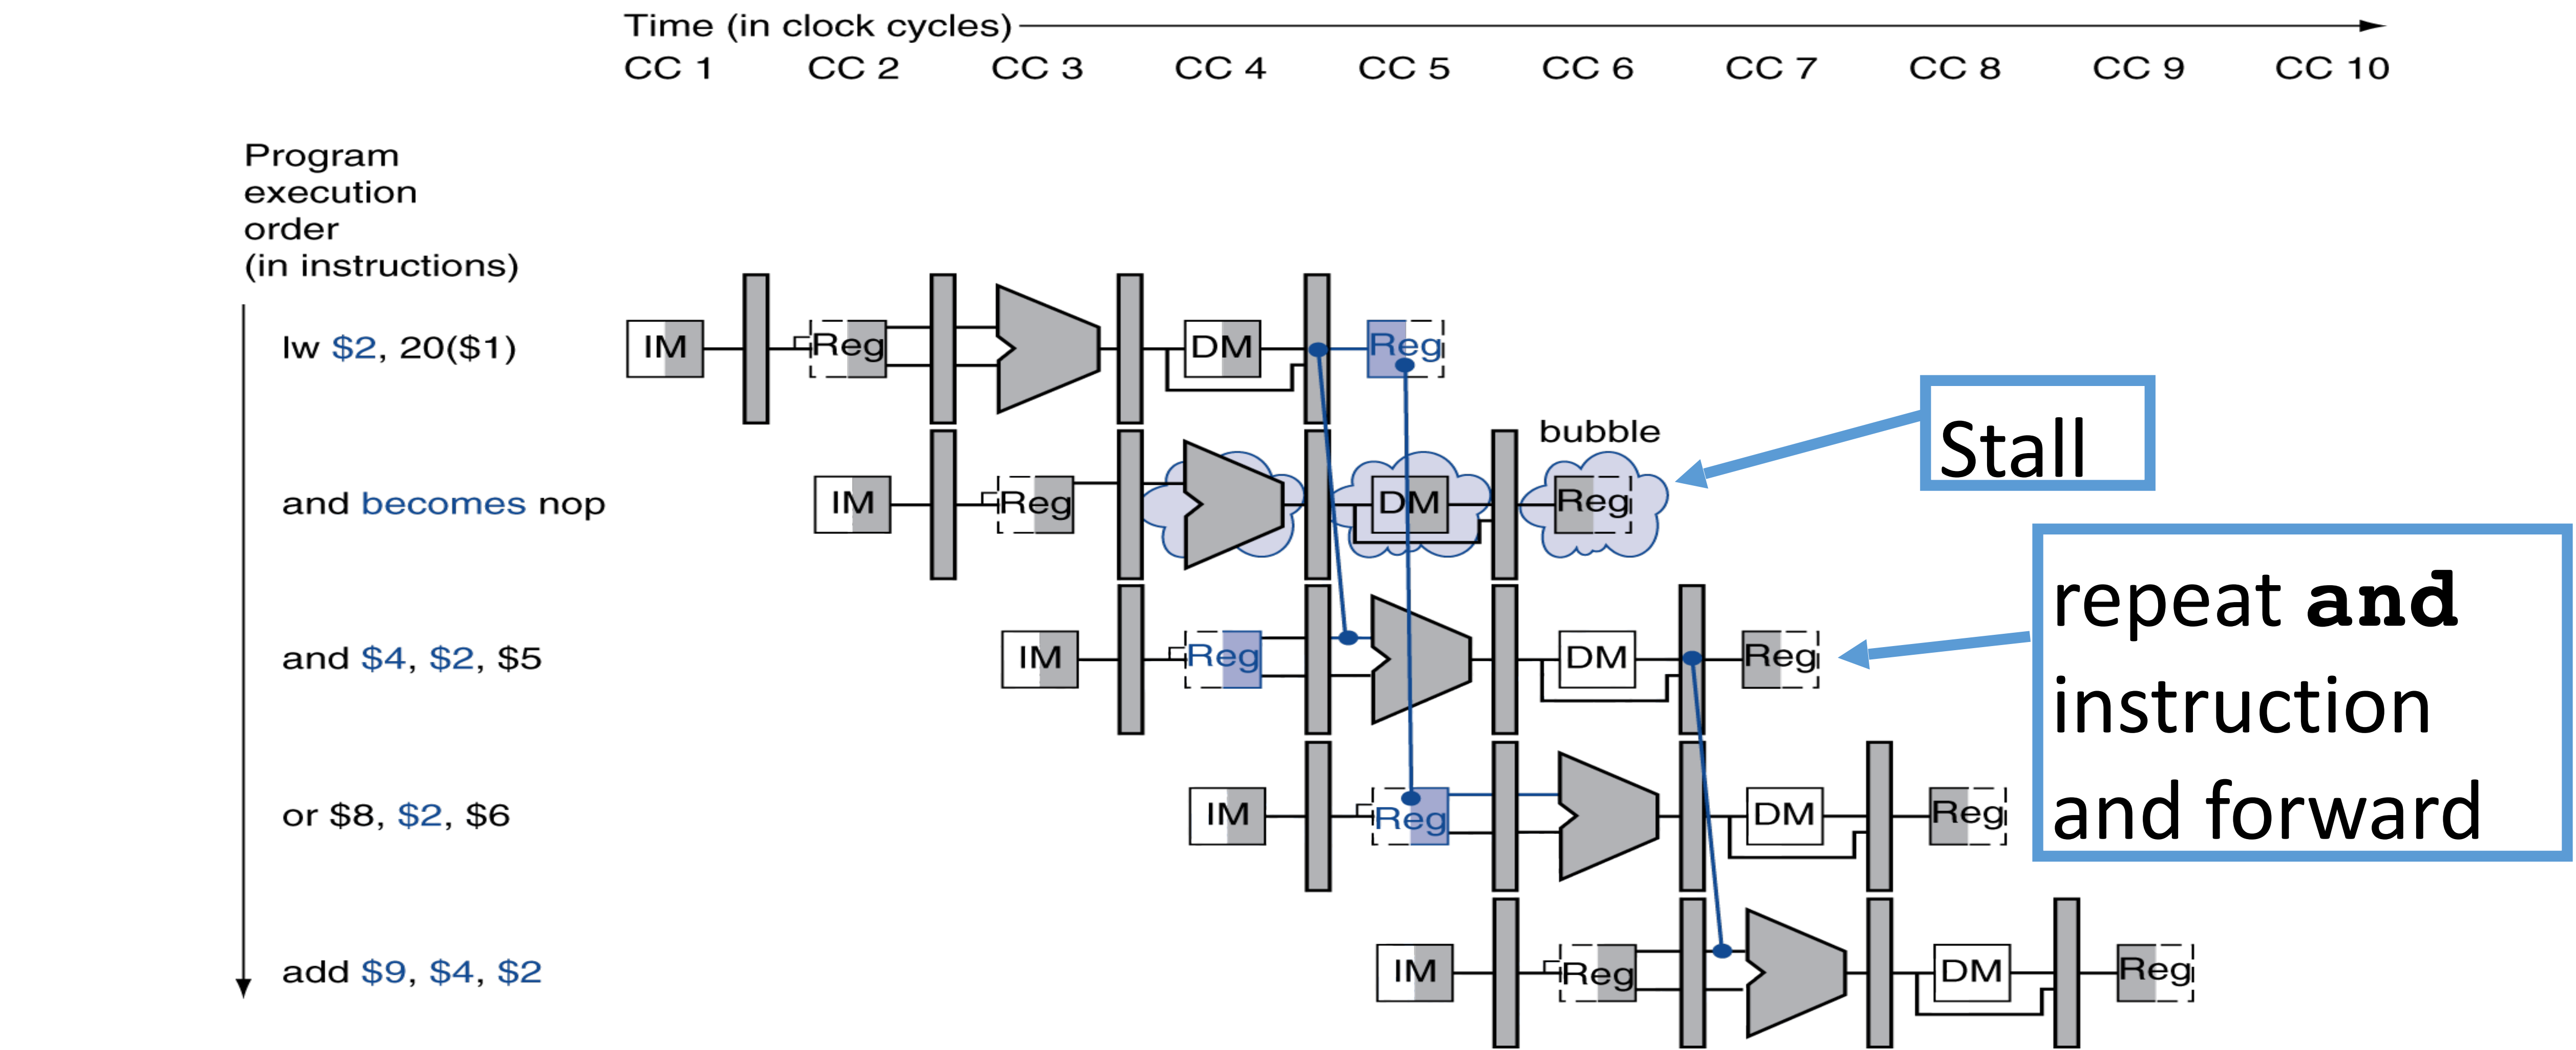 Time (in clock cycles)
CC 1 CC 2 CC 3 CC 4 CC 5 CC 6 CC 7 CC 8 CC 9 CC 10
Program
execution
order
(in instructions)
lw $2, 20($1)
IM Reg DM Reg
bubble
Stall
and becomes nop
IM Reg DM Reg
repeat and
instruction
and forward
and $4, $2, $5
IM Reg DM Reg
or $8, $2, $6
IM Reg DM Reg
add $9, $4, $2
IM Reg DM Reg